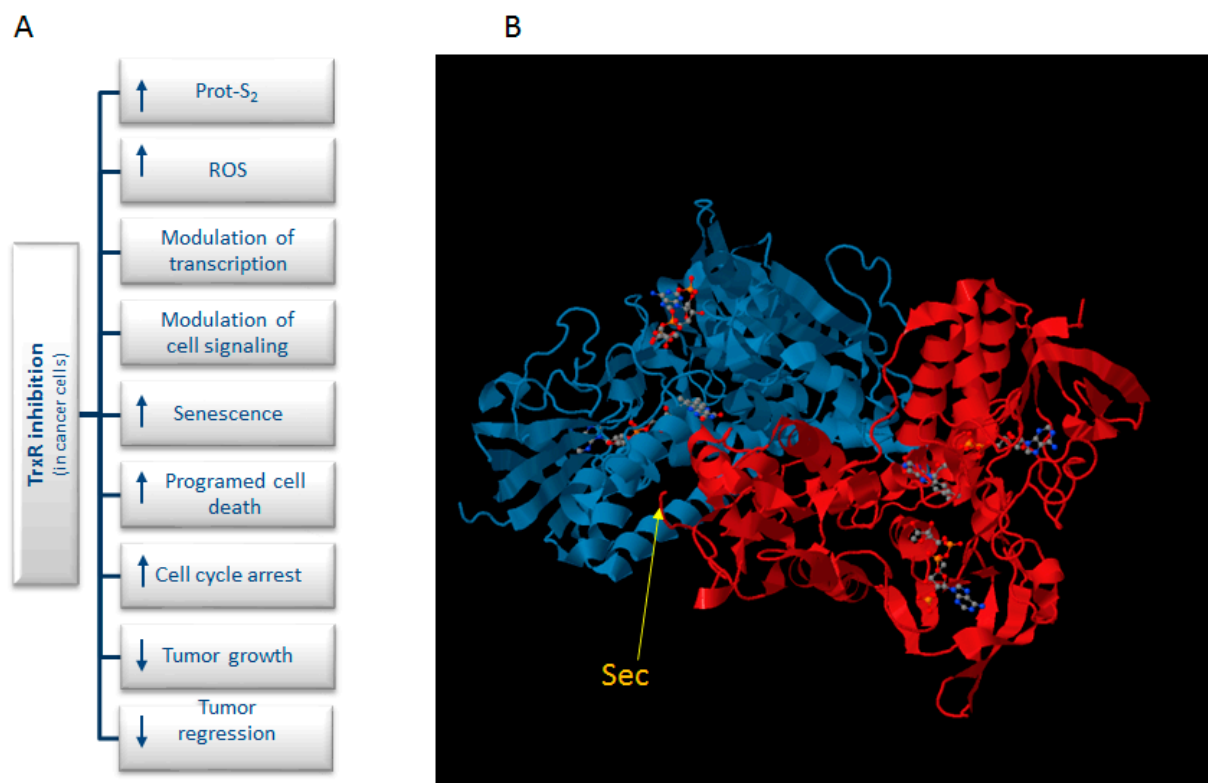 A
B
↑ Prot-S₂
↑ ROS
Modulation of
transcription
Modulation of
cell signaling
↑ Senescence
↑ Programed cell
death
↑ Cell cycle arrest
↓ Tumor growth
↓ Tumor
regression
TrxR inhibition
(in cancer cells)
Sec